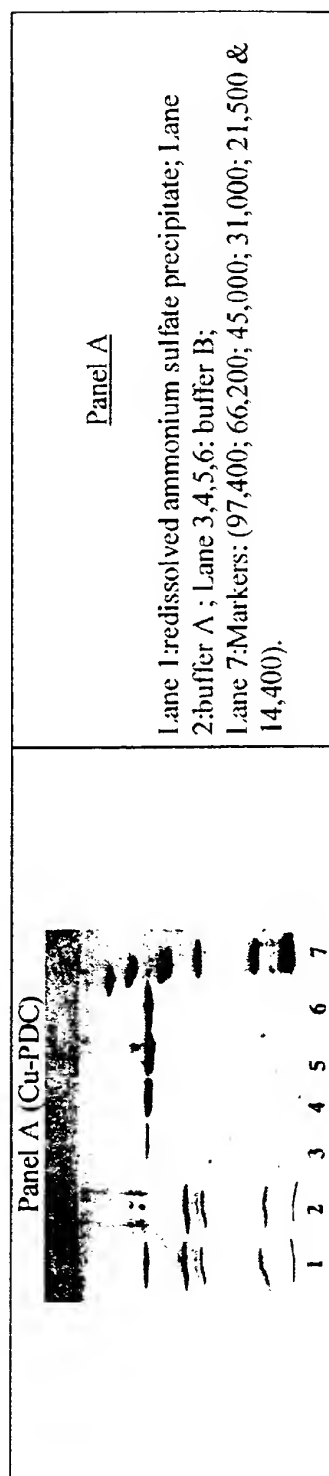 Panel A (Cu-PDC)
1 2 3 4 5 6 7
Panel A
Lane 1:redissolved ammonium sulfate precipitate; Lane
2:buffer A ; Lane 3,4,5,6: buffer B;
Lane 7:Markers: (97,400; 66,200; 45,000; 31,000; 21,500 &
14,400).